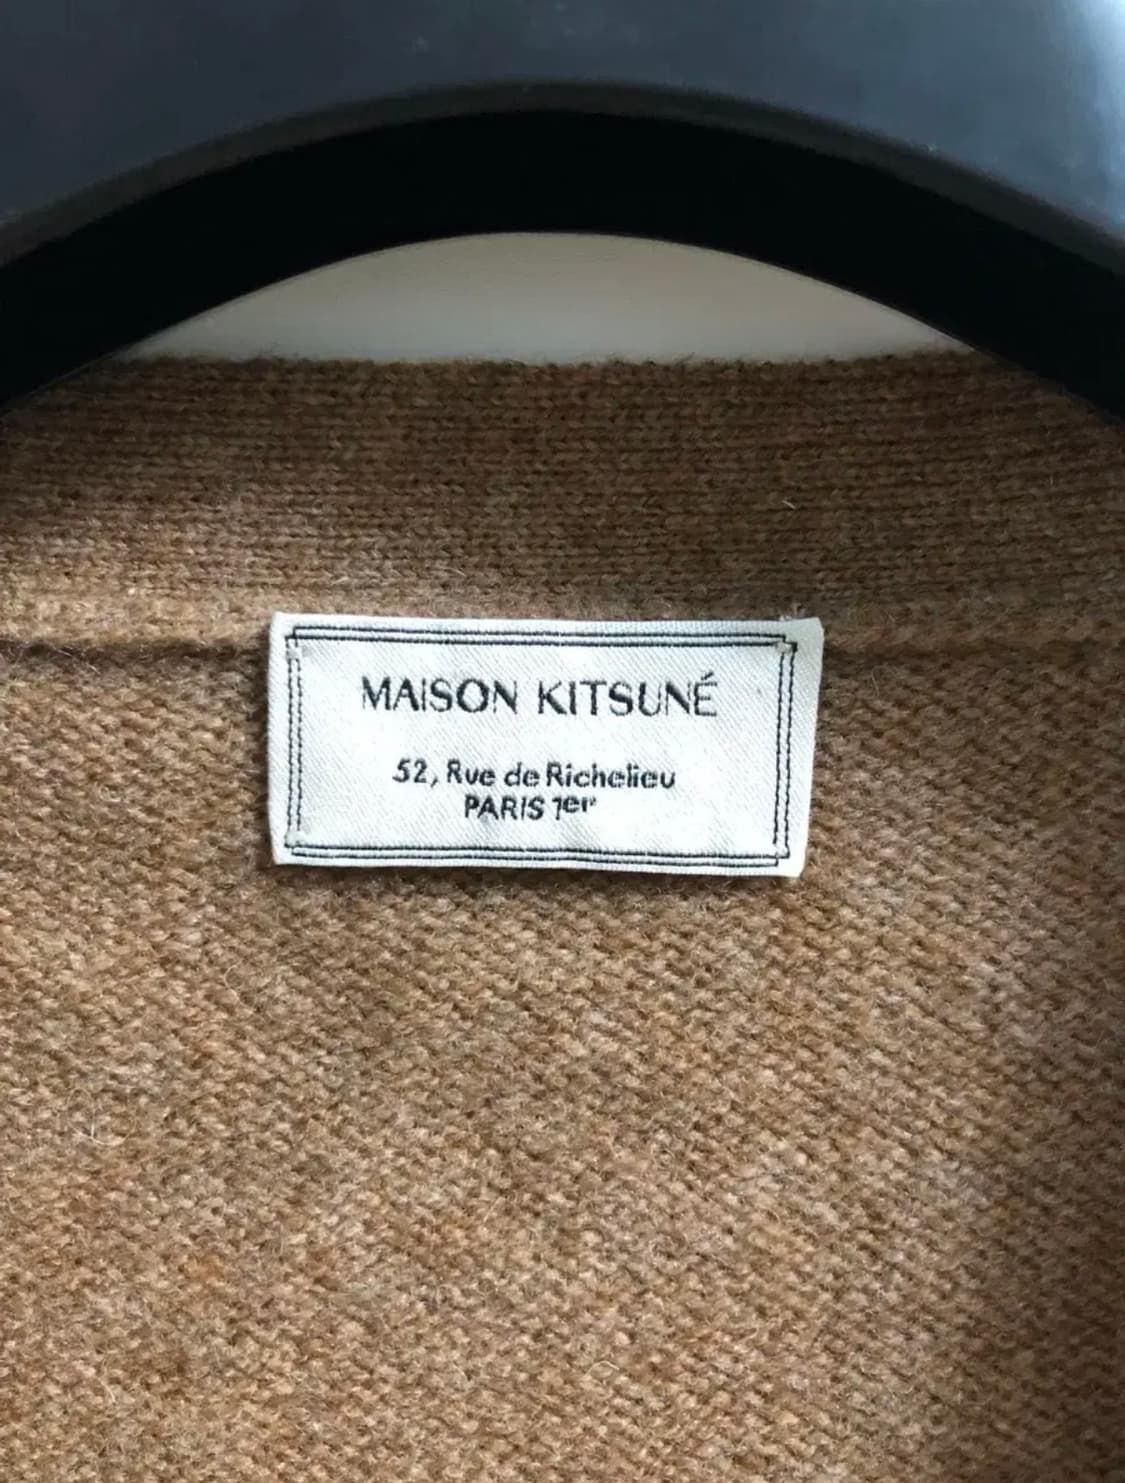 MAISON KITSUNÉ
52, Rue de Richelieu
PARIS 1er